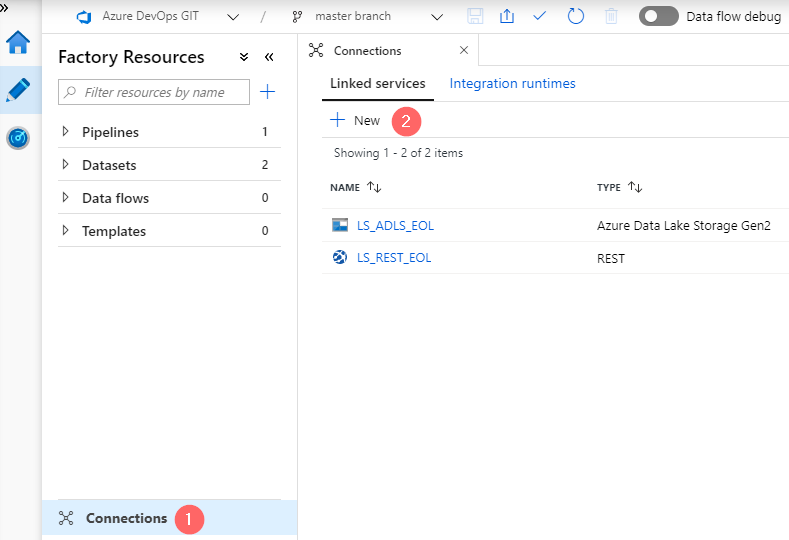 Azure DevOps GIT / master branch Data flow debug
Factory Resources
Filter resources by name
Pipelines 1
Datasets 2
Data flows 0
Templates 0
Connections 1
Connections
Linked services Integration runtimes
New 2
Showing 1 - 2 of 2 items
NAME TYPE
LS_ADLS_EOL Azure Data Lake Storage Gen2
LS_REST_EOL REST